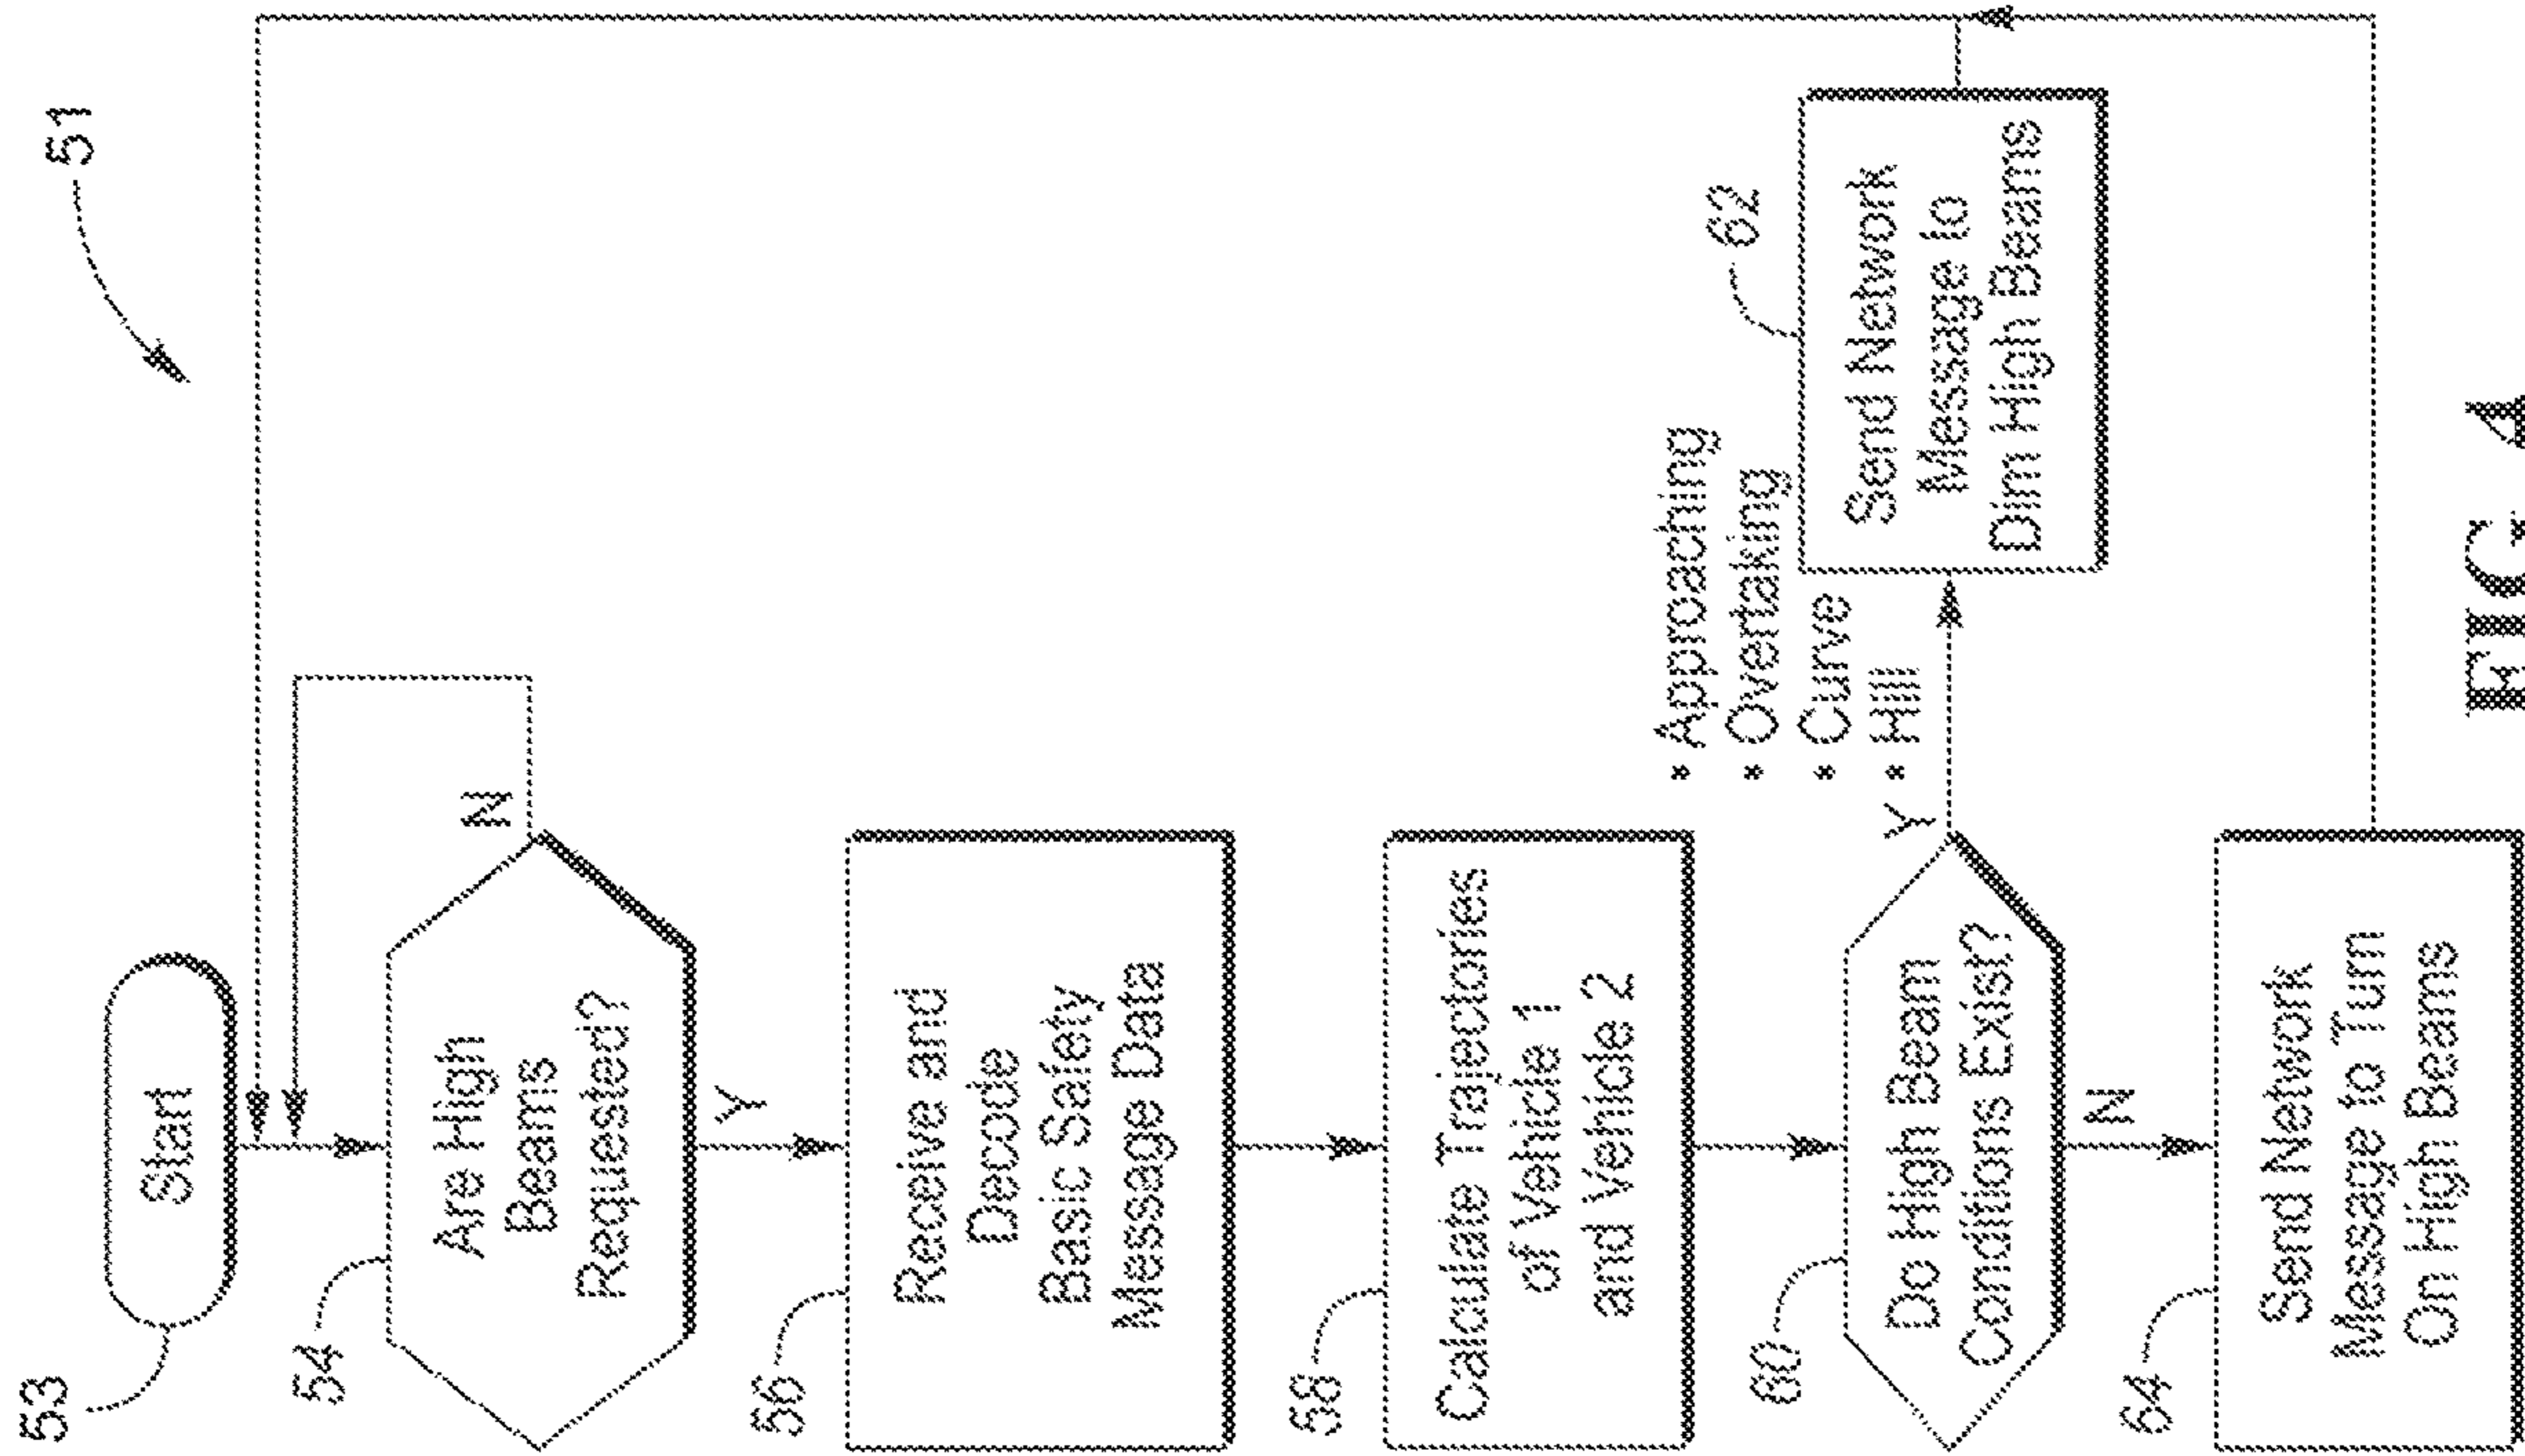 51
53
Start
54
Are High
Beams
Requested?
N
Y
56
Receive and
Decode
Basic Safety
Message Data
58
Calculate Trajectories
of Vehicle 1
and Vehicle 2
60
Do High Beam
Conditions Exist?
Y
• Approaching
• Overtaking
• Curve
• Hill
62
Send Network
Message to
Dim High Beams
N
64
Send Network
Message to Turn
On High Beams
FIG. 4